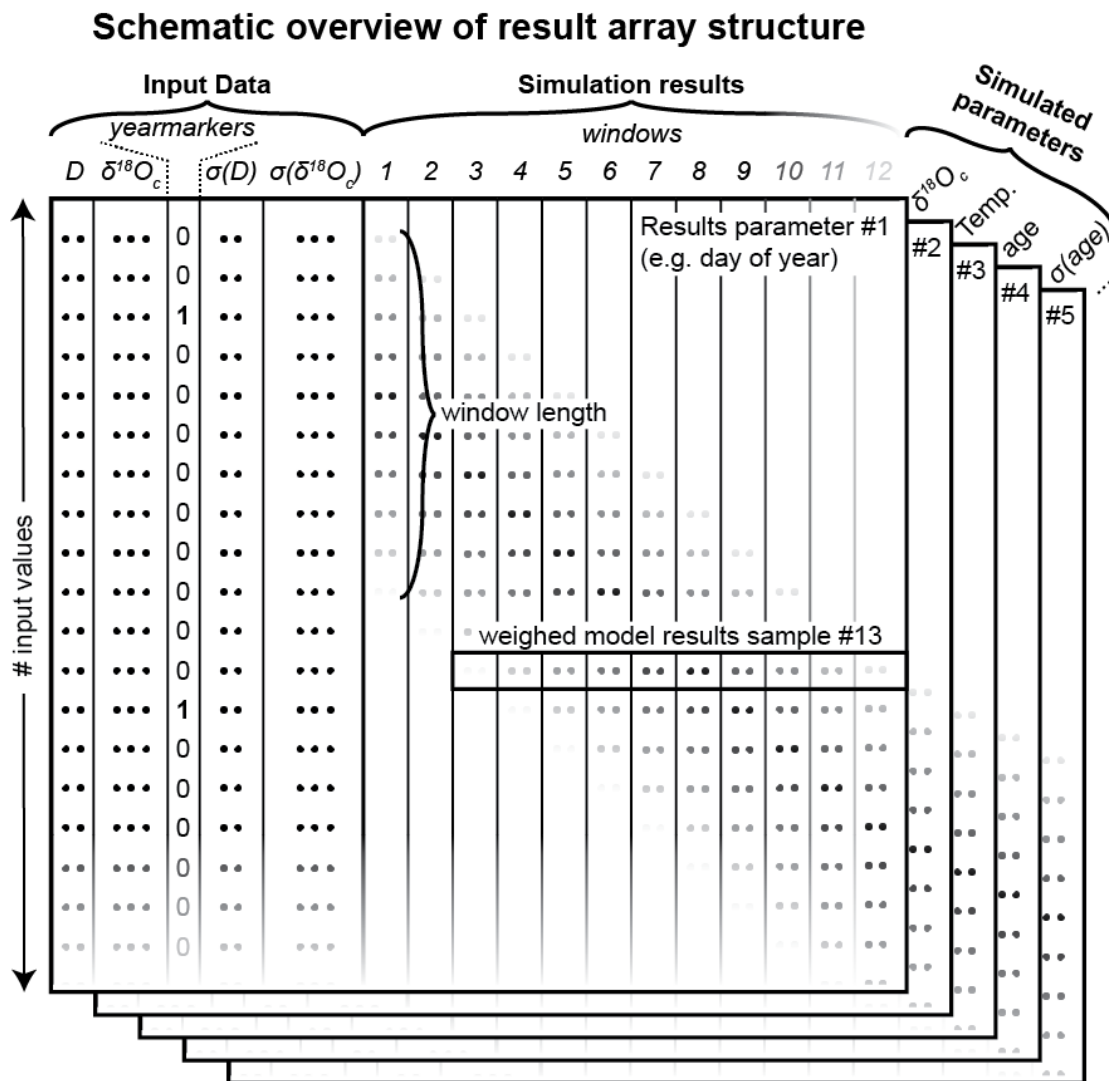 Schematic overview of result array structure
Input Data
Simulation results
Simulated
parameters
yearmarkers
windows
D δ¹⁸Oc σ(D) σ(δ¹⁸Oc) 1 2 3 4 5 6 7 8 9 10 11 12
δ¹⁸Oc
Temp.
age
σ(age)
...
Results parameter #1
(e.g. day of year)
#2
#3
#4
#5
0
0
1
0
0
0
0
0
0
0
0
0
1
0
0
0
0
0
0
window length
# input values
weighed model results sample #13